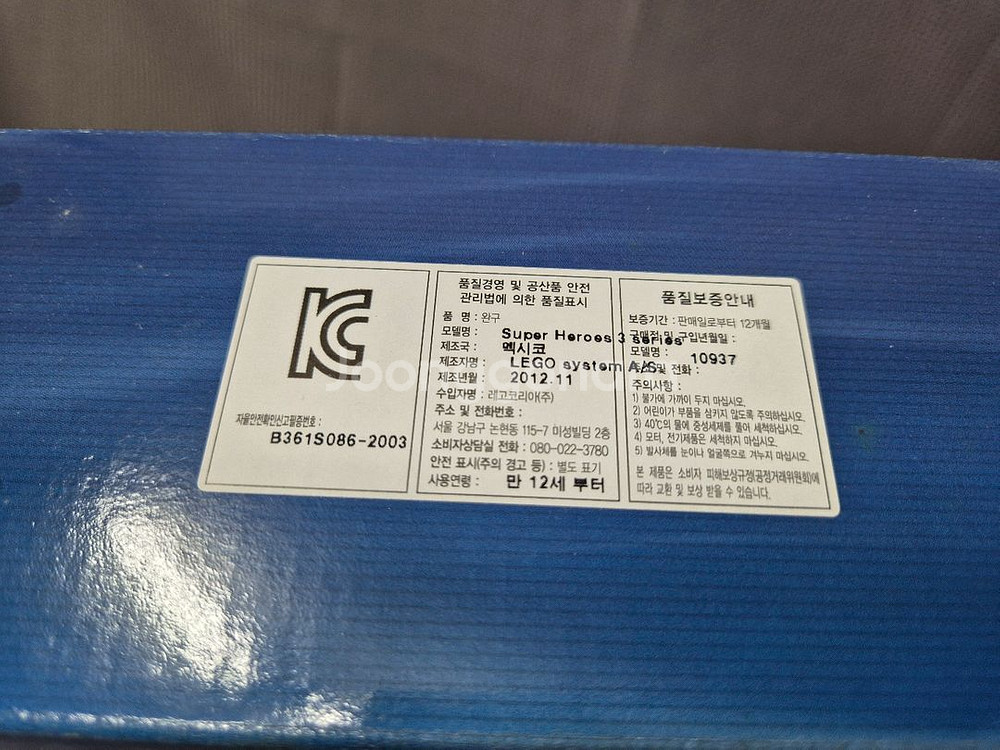 KC
자율안전확인신고필증번호 :
B361S086-2003
품질경영 및 공산품 안전
관리법에 의한 품질표시
품 명 : 완구
모델명 : Super Heroes 3 series
제조국 : 멕시코
제조자명 : LEGO system A/S
제조년월 : 2012.11
수입자명 : 레고코리아(주)
주소 및 전화번호 :
서울 강남구 논현동 115-7 미성빌딩 2층
소비자상담실 전화 : 080-022-3780
안전 표시(주의 경고 등) : 별도 표기
사용연령 : 만 12세 부터
품질보증안내
보증기간 : 판매일로부터 12개월
구매적 및 구입년월일 :
모델명 : 10937
및 전화 :
주의사항 :
1) 불가에 가까이 두지 마십시오.
2) 어린이가 부품을 삼키지 않도록 주의하십시오.
3) 40℃의 물에 중성세제를 풀어 세척하십시오.
4) 모터, 전기제품은 세척하지 마십시오.
5) 발사체를 눈이나 얼굴쪽으로 겨누지 마십시오.
본 제품은 소비자 피해보상규정(공정거래위원회)에
따라 교환 및 보상 받을 수 있습니다.